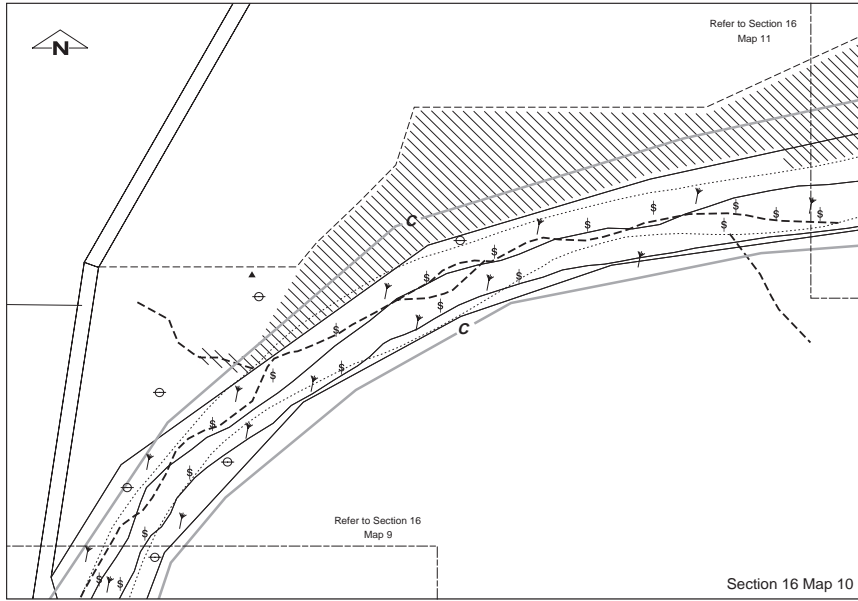 Refer to Section 16
Map 11
N
C
C
Refer to Section 16
Map 9
Section 16 Map 10